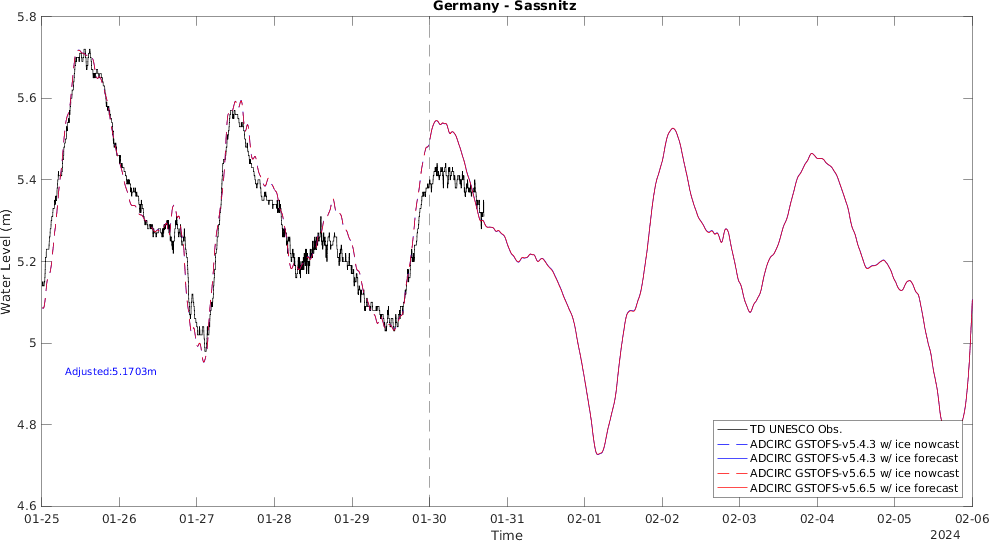 Germany - Sassnitz
5.8
5.6
5.4
5.2
5
4.8
4.6
Water Level (m)
Adjusted:5.1703m
TD UNESCO Obs.
ADCIRC GSTOFS-v5.4.3 w/ ice nowcast
ADCIRC GSTOFS-v5.4.3 w/ ice forecast
ADCIRC GSTOFS-v5.6.5 w/ ice nowcast
ADCIRC GSTOFS-v5.6.5 w/ ice forecast
01-25 01-26 01-27 01-28 01-29 01-30 01-31 02-01 02-02 02-03 02-04 02-05 02-06
Time
2024